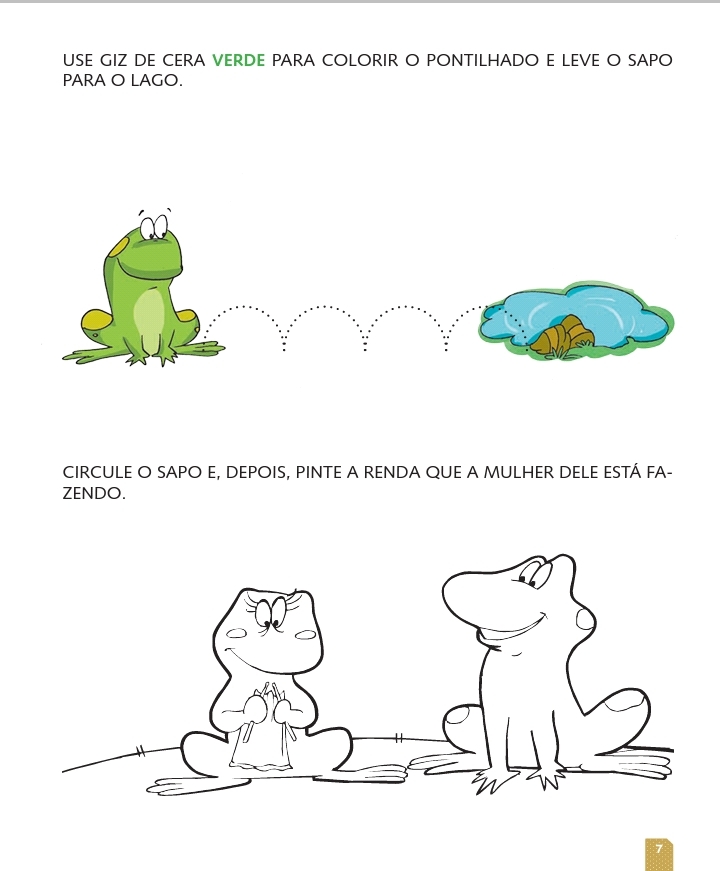 USE GIZ DE CERA VERDE PARA COLORIR O PONTILHADO E LEVE O SAPO
PARA O LAGO.
CIRCULE O SAPO E, DEPOIS, PINTE A RENDA QUE A MULHER DELE ESTÁ FA-
ZENDO.
7